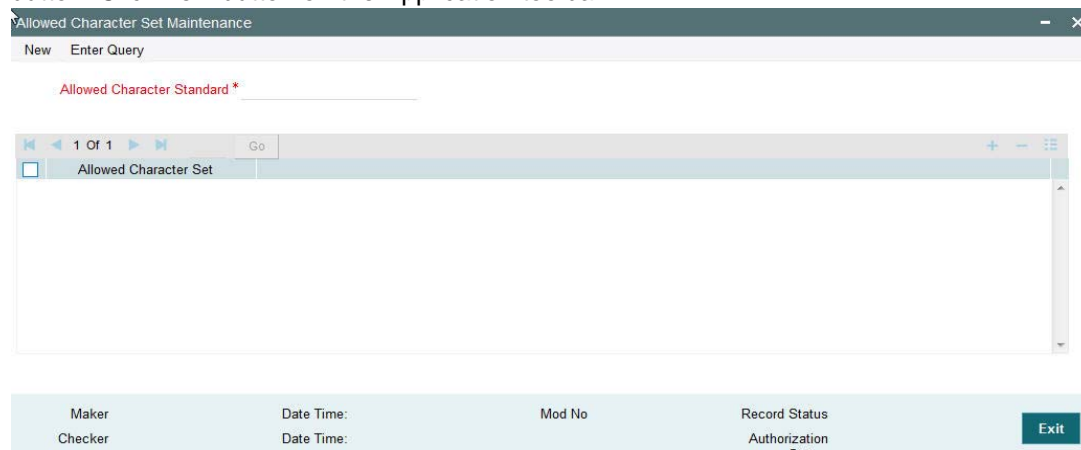 Allowed Character Set Maintenance
New Enter Query
Allowed Character Standard *
1 Of 1 Go
Allowed Character Set
Maker Date Time: Mod No Record Status
Exit
Checker Date Time: Authorization